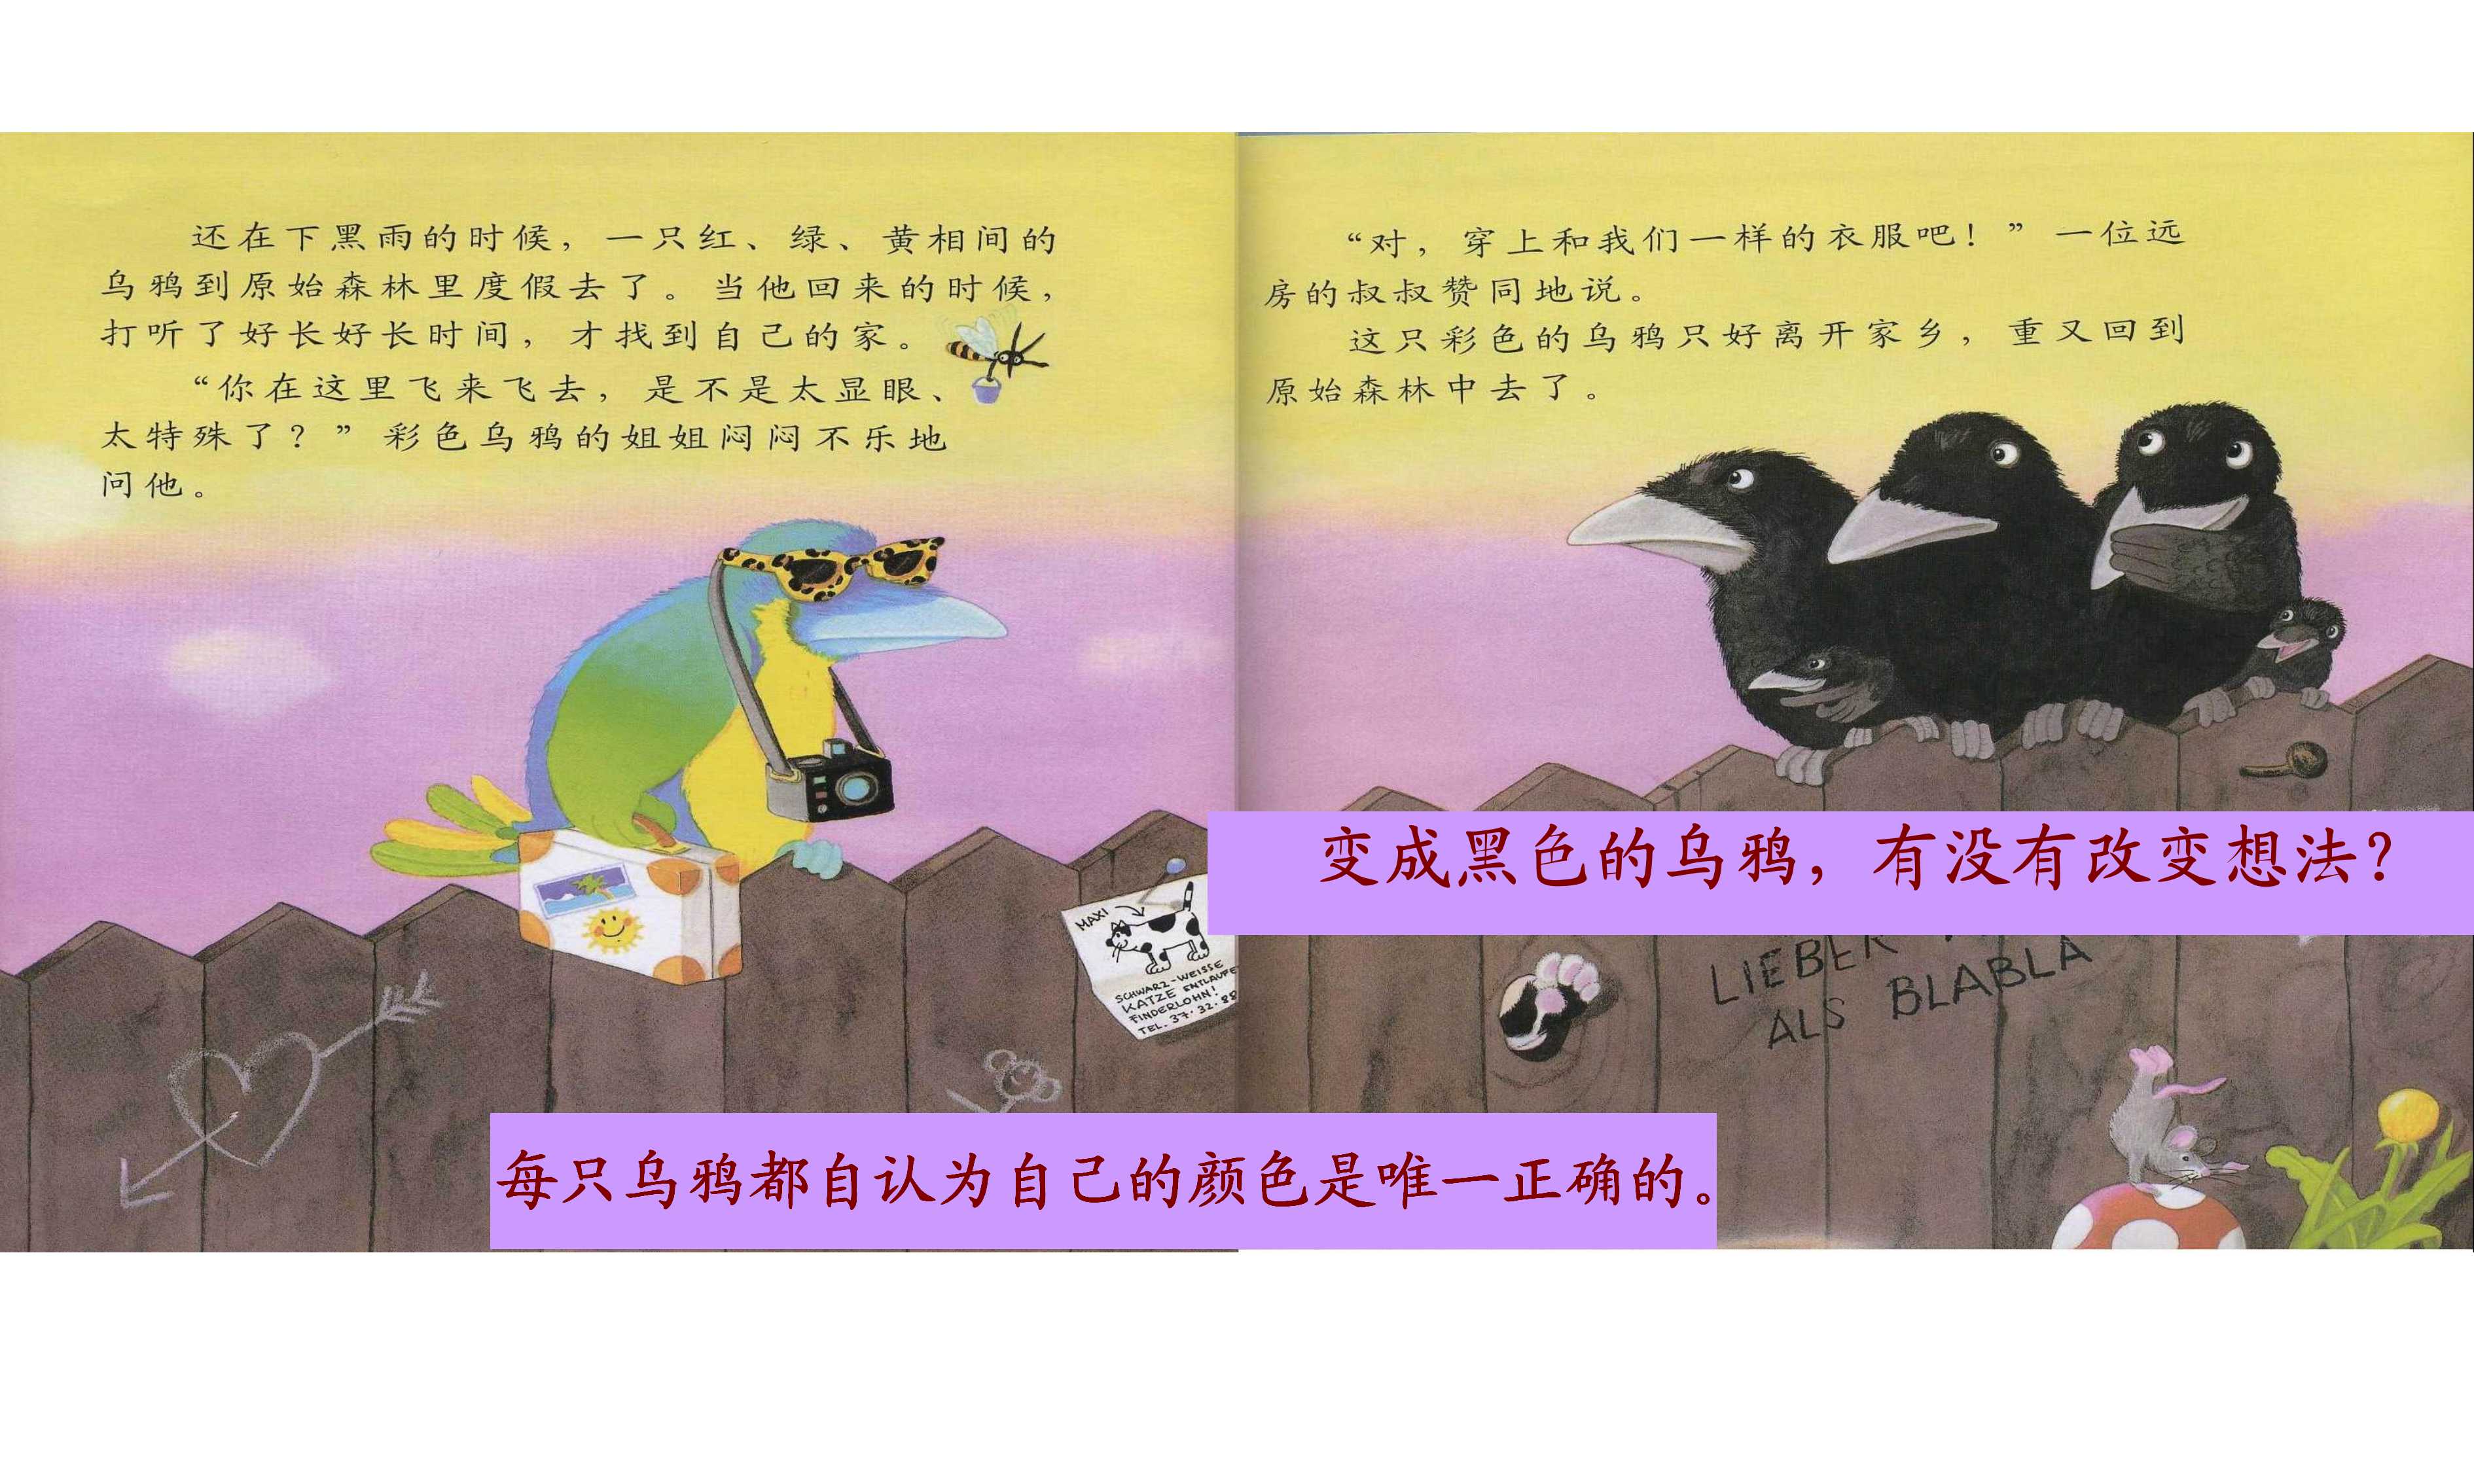 还在下黑雨的时候，一只红、绿、黄相间的
乌鸦到原始森林里度假去了。当他回来的时候，
打听了好长好长时间，才找到自己的家。
“你在这里飞来飞去，是不是太显眼、
太特殊了？”彩色乌鸦的姐姐闷闷不乐地
问他。
“对，穿上和我们一样的衣服吧！”一位远
房的叔叔赞同地说。
这只彩色的乌鸦只好离开家乡，重又回到
原始森林中去了。
变成黑色的乌鸦，有没有改变想法？
MAXI
SCHWARZ-WEISSE
KATZE ENTLAUFE
FINDERLOHN!
TEL. 37·32·88
LIEBER
ALS BLABLA
每只乌鸦都自认为自己的颜色是唯一正确的。